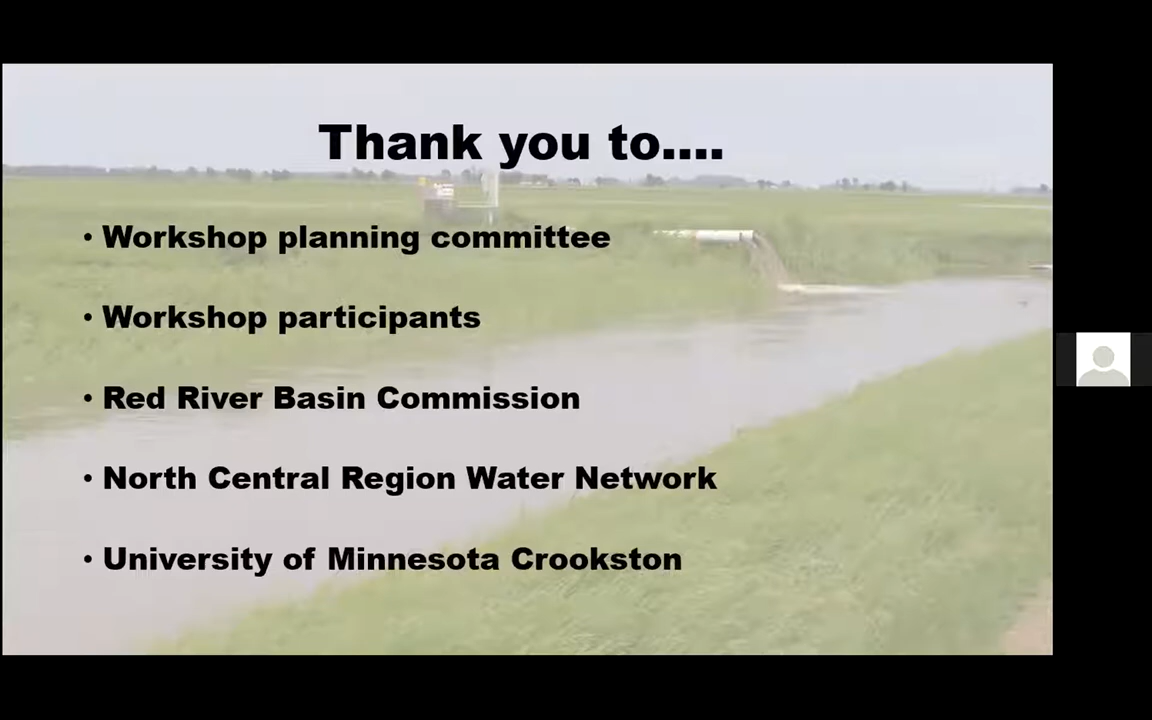 Thank you to....
• Workshop planning committee
• Workshop participants
• Red River Basin Commission
• North Central Region Water Network
• University of Minnesota Crookston